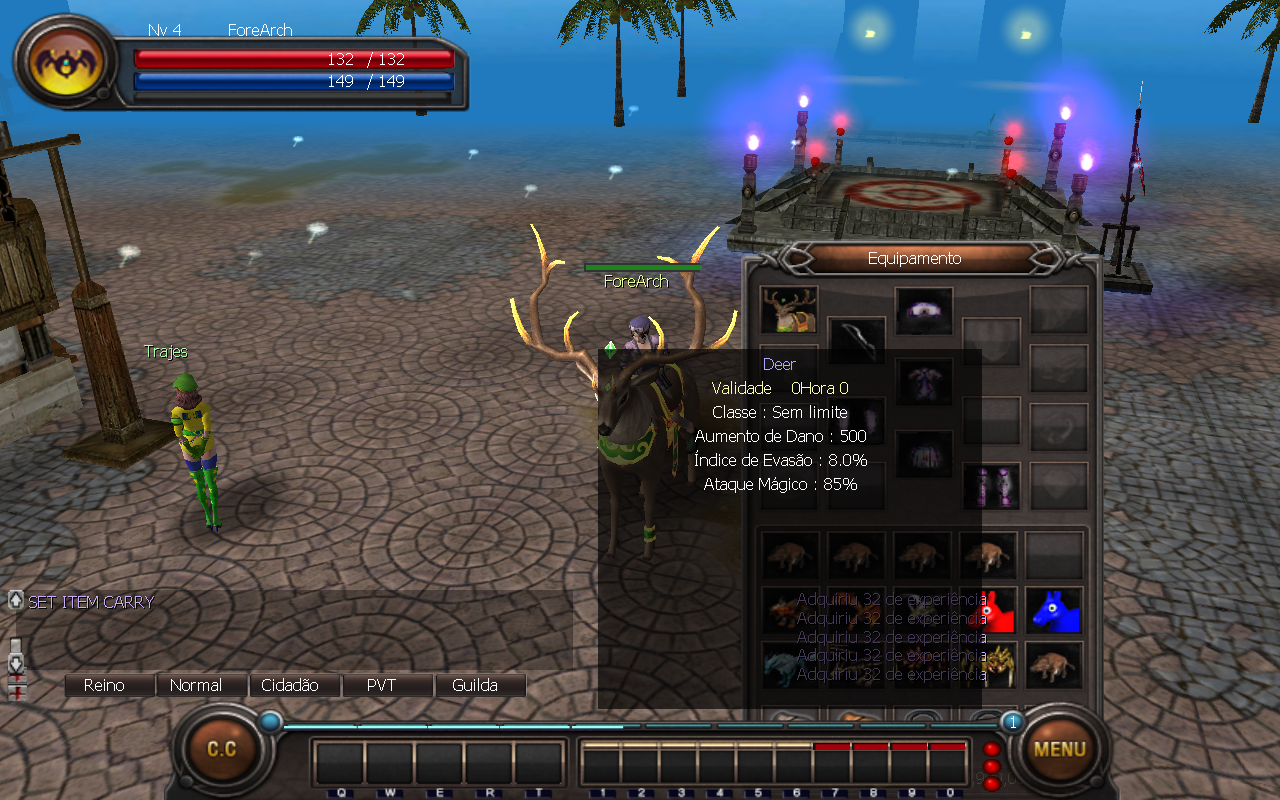 Nv 4 ForeArch
132 / 132
149 / 149
Equipamento
ForeArch
Trajes
Deer
Validade 0Hora 0
Classe : Sem limite
Aumento de Dano : 500
Índice de Evasão : 8.0%
Ataque Mágico : 85%
SET ITEM CARRY
Adquiriu 32 de experiência
Adquiriu 32 de experiência
Adquiriu 32 de experiência
Adquiriu 32 de experiência
Adquiriu 32 de experiência
Reino Normal Cidadão PVT Guilda
1
C.C
MENU
Q W E R T 1 2 3 4 5 6 7 8 9 0